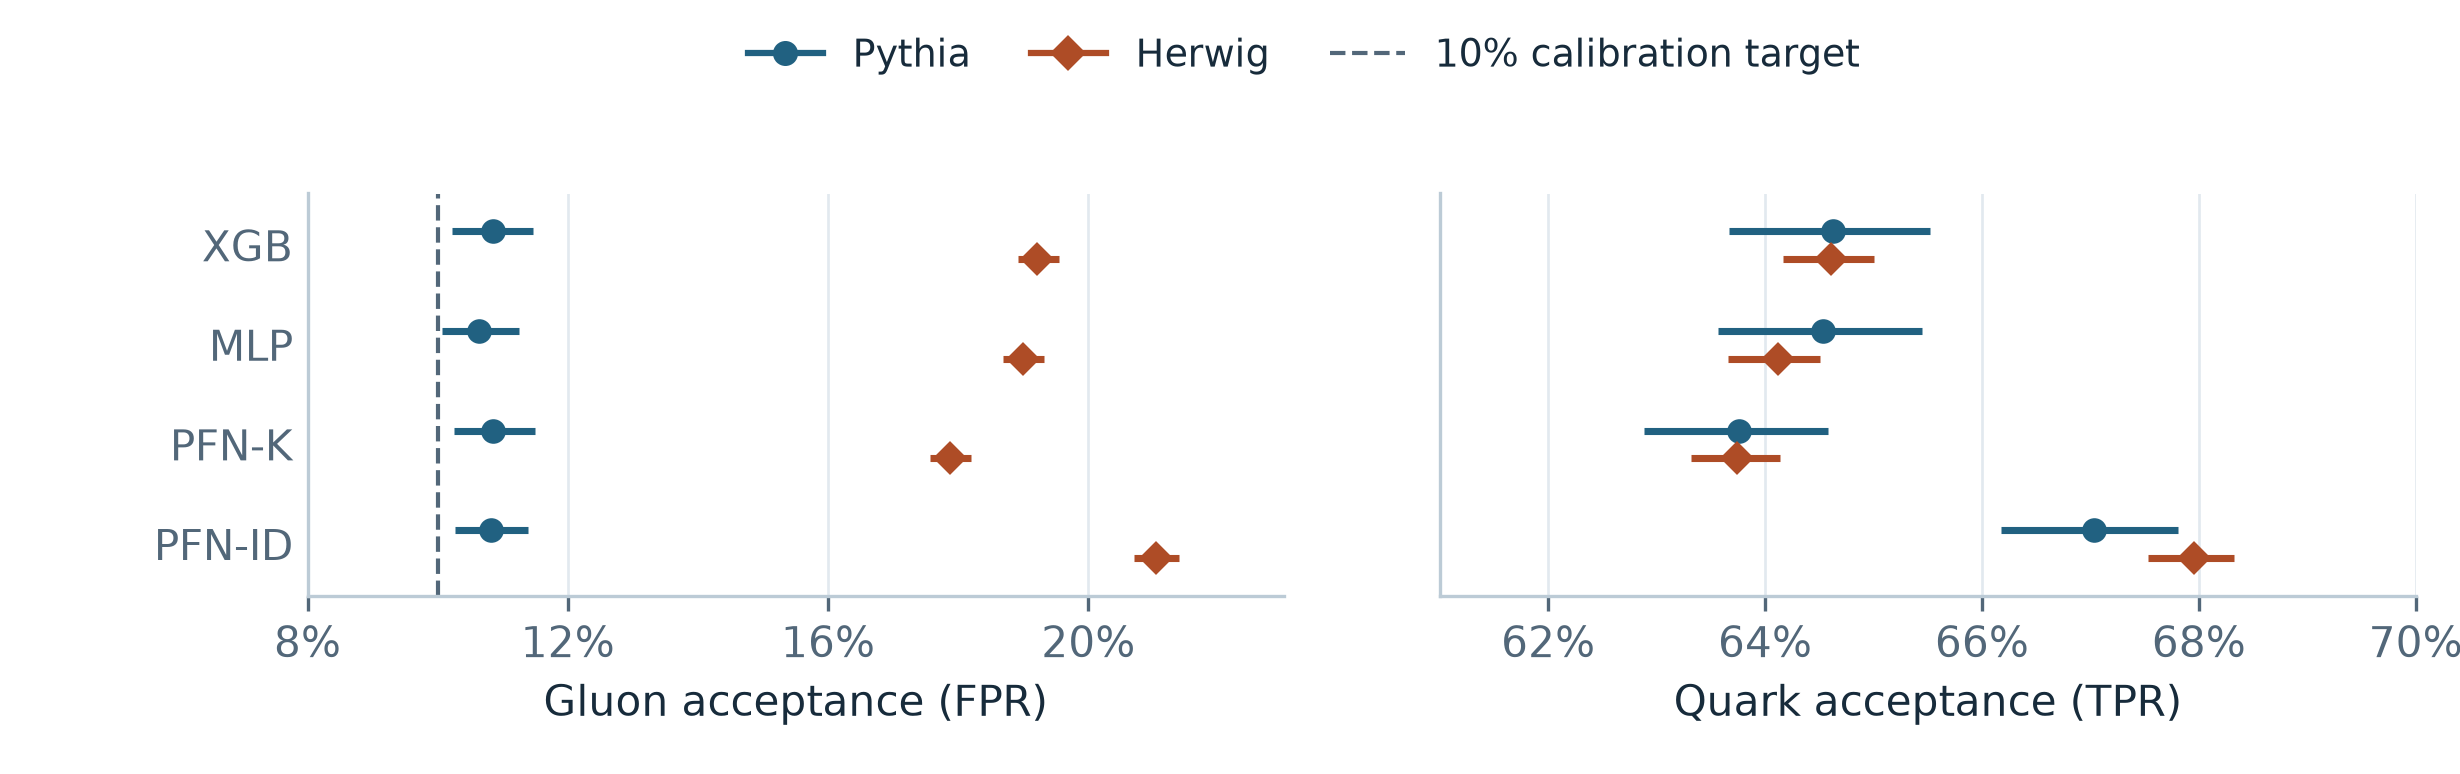 Pythia Herwig 10% calibration target
XGB
MLP
PFN-K
PFN-ID
8% 12% 16% 20%
Gluon acceptance (FPR)
62% 64% 66% 68% 70%
Quark acceptance (TPR)